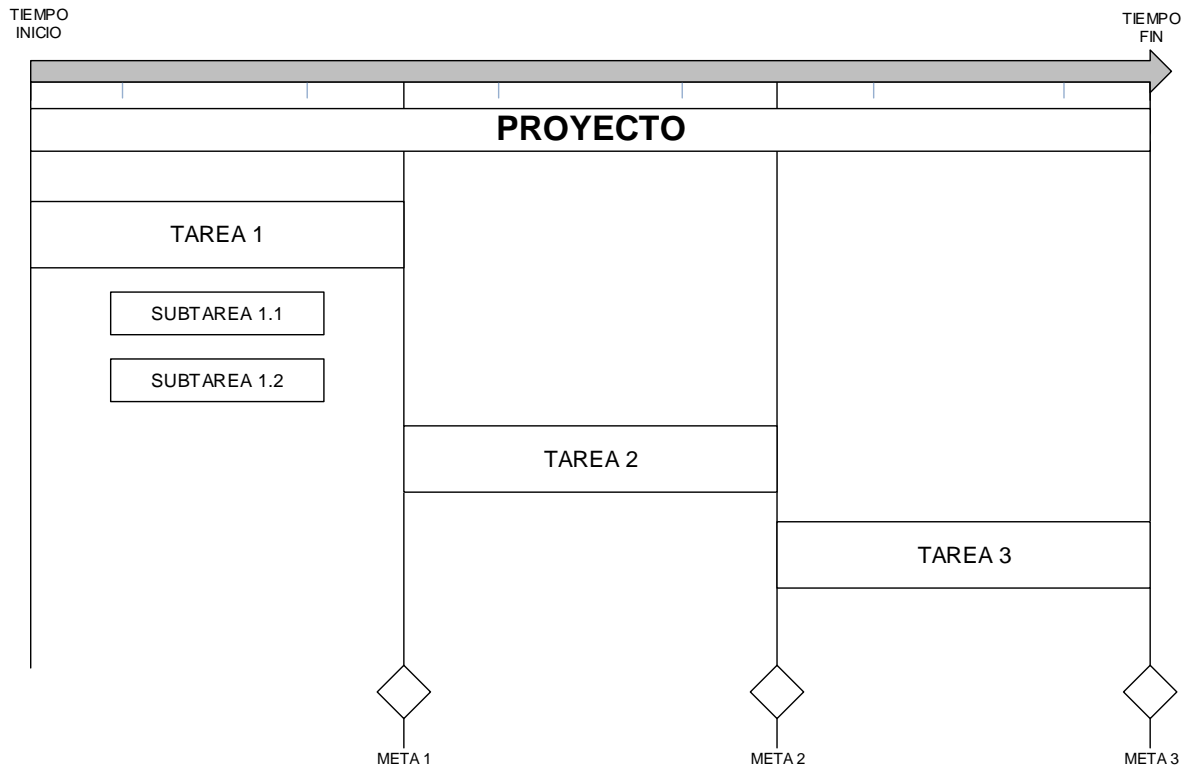 TIEMPO
INICIO
TIEMPO
FIN
PROYECTO
TAREA 1
SUBTAREA 1.1
SUBTAREA 1.2
TAREA 2
TAREA 3
META 1
META 2
META 3